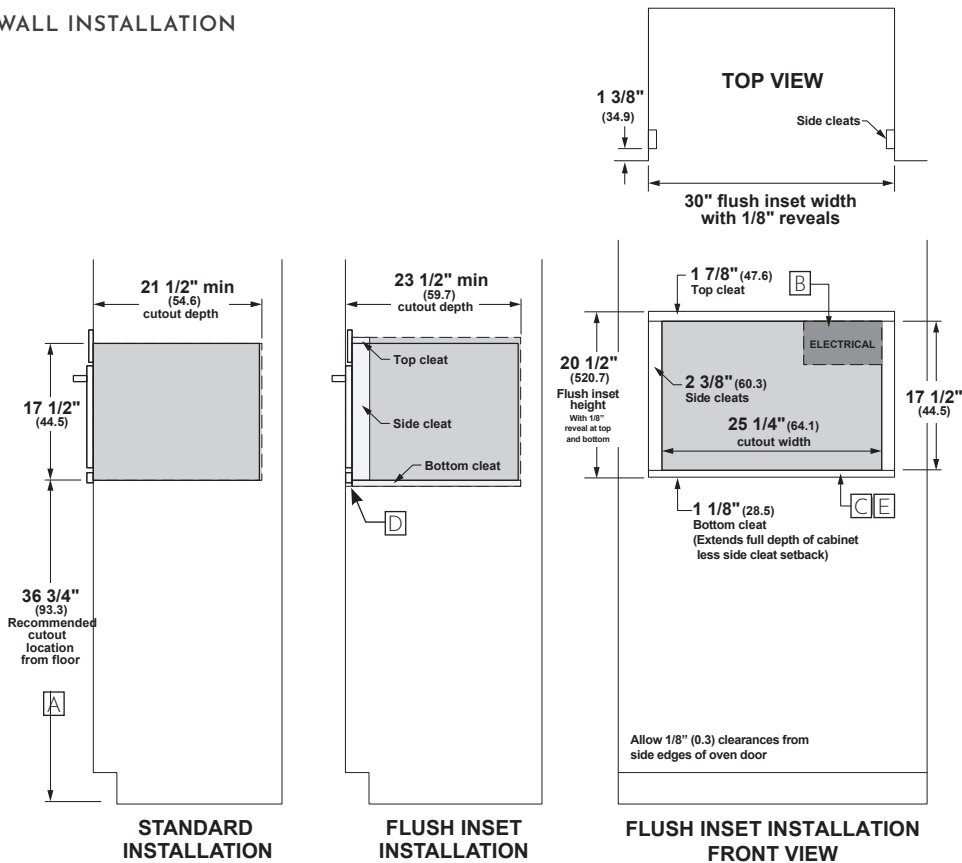 WALL INSTALLATION
TOP VIEW
1 3/8"
(34.9)
Side cleats
30" flush inset width
with 1/8" reveals
21 1/2" min
(54.6)
cutout depth
17 1/2"
(44.5)
36 3/4"
(93.3)
Recommended
cutout
location
from floor
A
STANDARD
INSTALLATION
23 1/2" min
(59.7)
cutout depth
Top cleat
Side cleat
Bottom cleat
D
FLUSH INSET
INSTALLATION
1 7/8" (47.6)
Top cleat
B
ELECTRICAL
20 1/2"
(520.7)
Flush inset
height
With 1/8”
reveal at top
and bottom
2 3/8" (60.3)
Side cleats
25 1/4" (64.1)
cutout width
17 1/2"
(44.5)
C E
1 1/8" (28.5)
Bottom cleat
(Extends full depth of cabinet
less side cleat setback)
Allow 1/8” (0.3) clearances from
side edges of oven door
FLUSH INSET INSTALLATION
FRONT VIEW